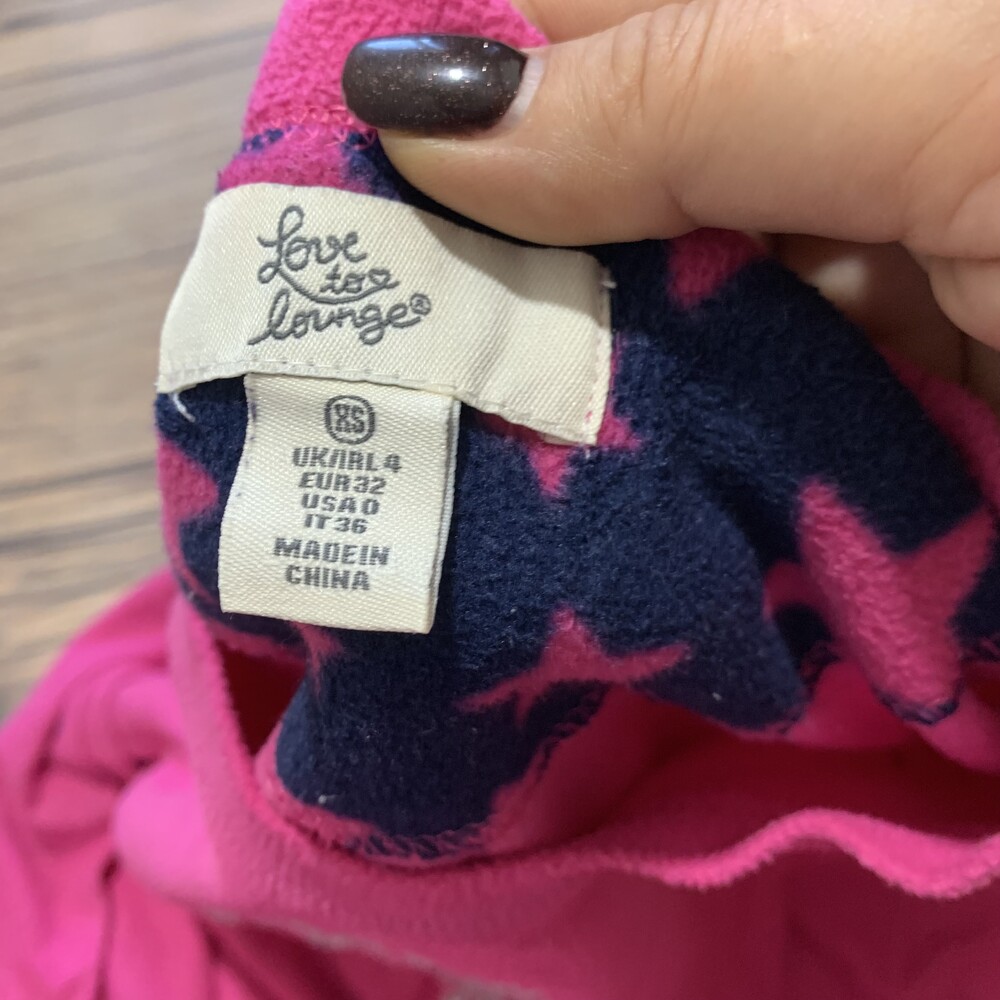 Love
to
lounge®
XS
UK/IRL 4
EUR 32
USA 0
IT 36
MADE IN
CHINA